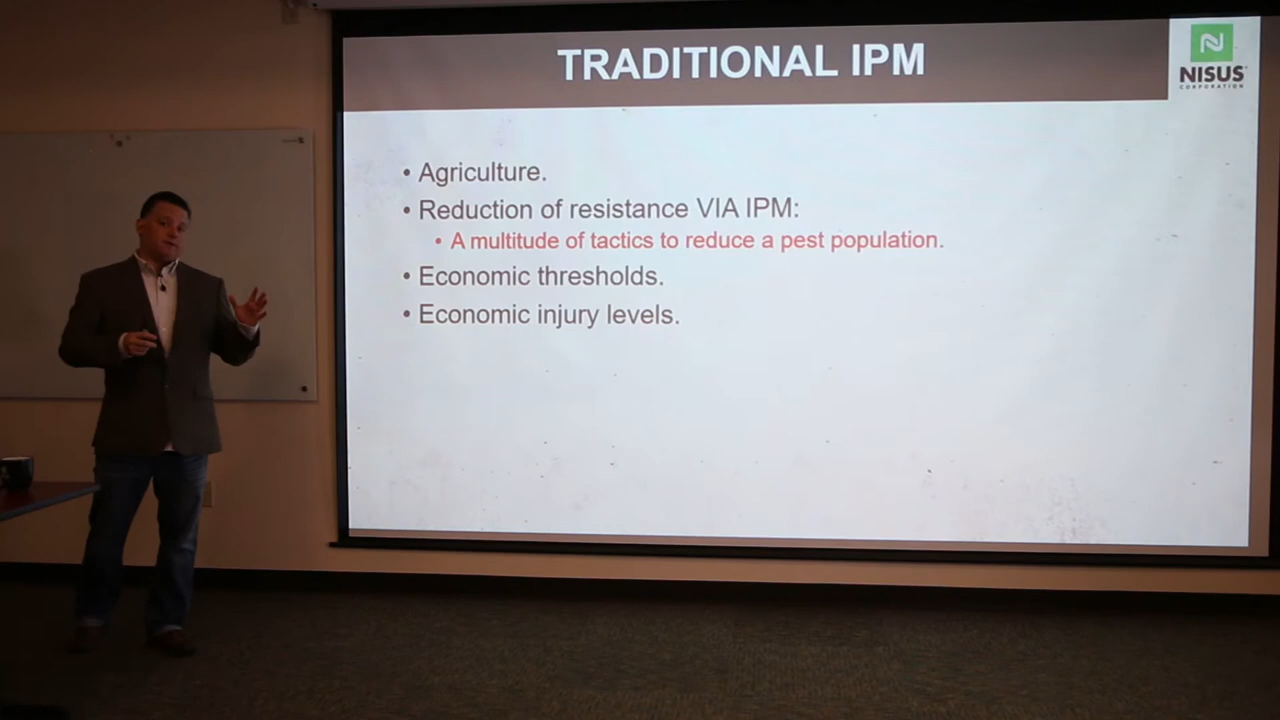 TRADITIONAL IPM
NISUS
CORPORATION
• Agriculture.
• Reduction of resistance VIA IPM:
• A multitude of tactics to reduce a pest population.
• Economic thresholds.
• Economic injury levels.